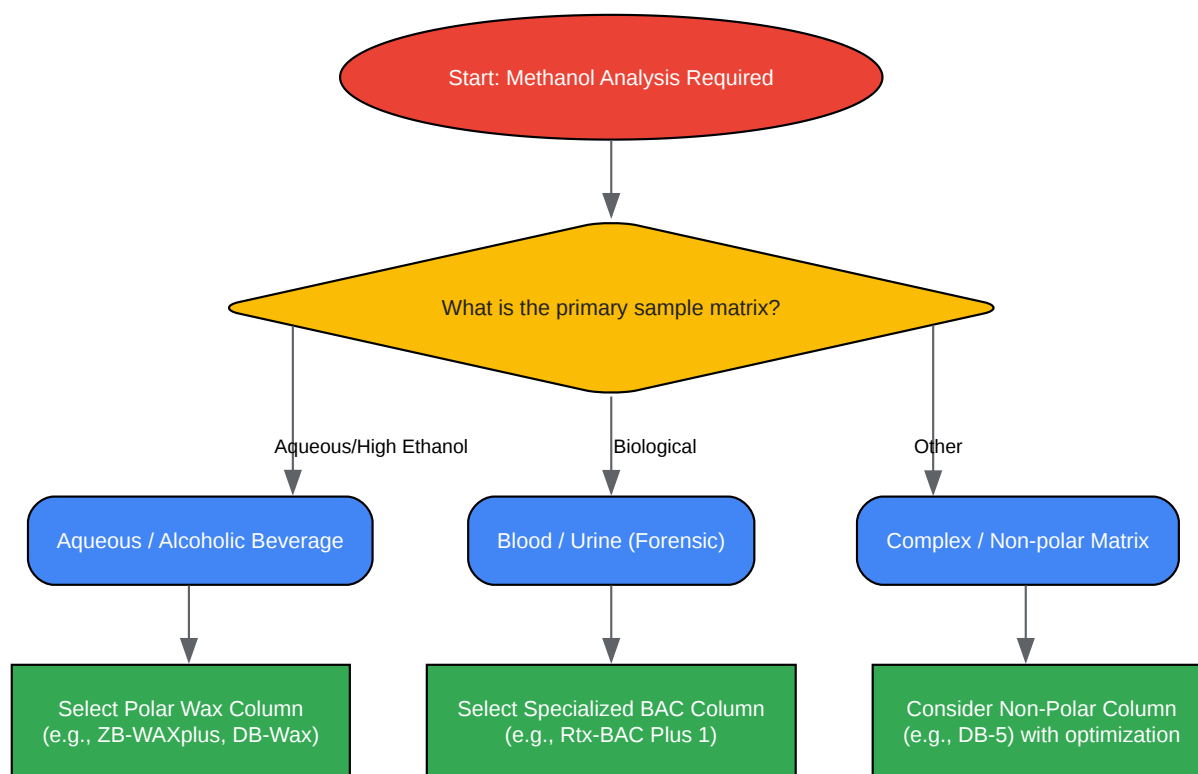 Start: Methanol Analysis Required
What is the primary sample matrix?
Aqueous/High Ethanol
Biological
Other
Aqueous / Alcoholic Beverage
Blood / Urine (Forensic)
Complex / Non-polar Matrix
Select Polar Wax Column
(e.g., ZB-WAXplus, DB-Wax)
Select Specialized BAC Column
(e.g., Rtx-BAC Plus 1)
Consider Non-Polar Column
(e.g., DB-5) with optimization